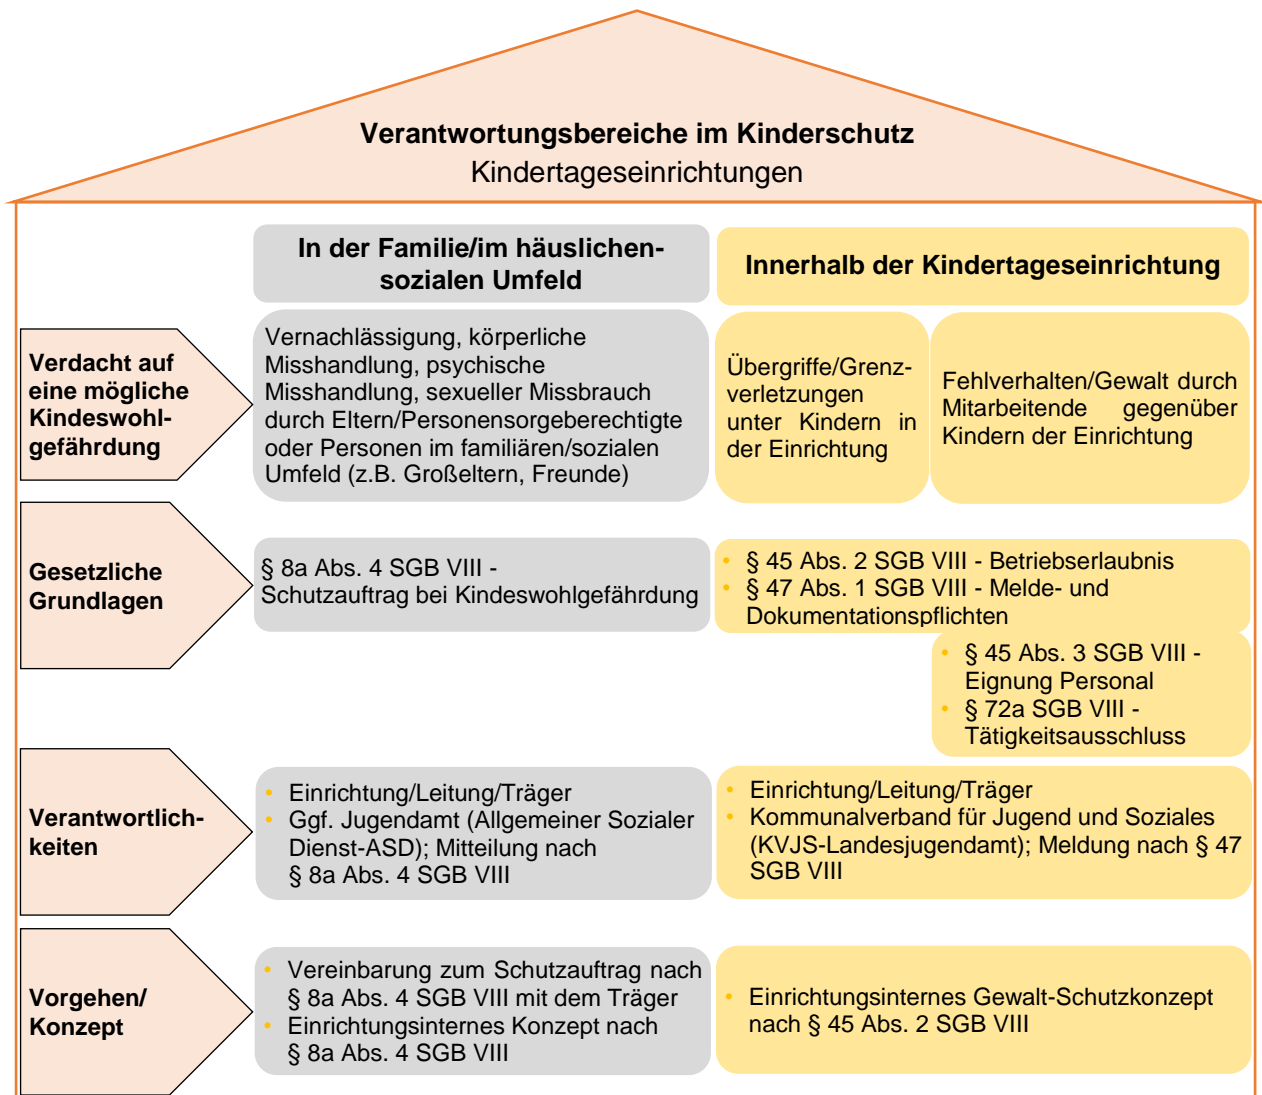 Verantwortungsbereiche im Kinderschutz
Kindertageseinrichtungen
In der Familie/im häuslichen-
sozialen Umfeld
Innerhalb der Kindertageseinrichtung
Verdacht auf
eine mögliche
Kindeswohl-
gefährdung
Vernachlässigung, körperliche
Misshandlung, psychische
Misshandlung, sexueller Missbrauch
durch Eltern/Personensorgeberechtigte
oder Personen im familiären/sozialen
Umfeld (z.B. Großeltern, Freunde)
Übergriffe/Grenz-
verletzungen
unter Kindern in
der Einrichtung
Fehlverhalten/Gewalt durch
Mitarbeitende gegenüber
Kindern der Einrichtung
Gesetzliche
Grundlagen
§ 8a Abs. 4 SGB VIII -
Schutzauftrag bei Kindeswohlgefährdung
• § 45 Abs. 2 SGB VIII - Betriebserlaubnis
• § 47 Abs. 1 SGB VIII - Melde- und
Dokumentationspflichten
• § 45 Abs. 3 SGB VIII -
Eignung Personal
• § 72a SGB VIII -
Tätigkeitsausschluss
Verantwortlich-
keiten
• Einrichtung/Leitung/Träger
• Ggf. Jugendamt (Allgemeiner Sozialer
Dienst-ASD); Mitteilung nach
§ 8a Abs. 4 SGB VIII
• Einrichtung/Leitung/Träger
• Kommunalverband für Jugend und Soziales
(KVJS-Landesjugendamt); Meldung nach § 47
SGB VIII
Vorgehen/
Konzept
• Vereinbarung zum Schutzauftrag nach
§ 8a Abs. 4 SGB VIII mit dem Träger
• Einrichtungsinternes Konzept nach
§ 8a Abs. 4 SGB VIII
• Einrichtungsinternes Gewalt-Schutzkonzept
nach § 45 Abs. 2 SGB VIII